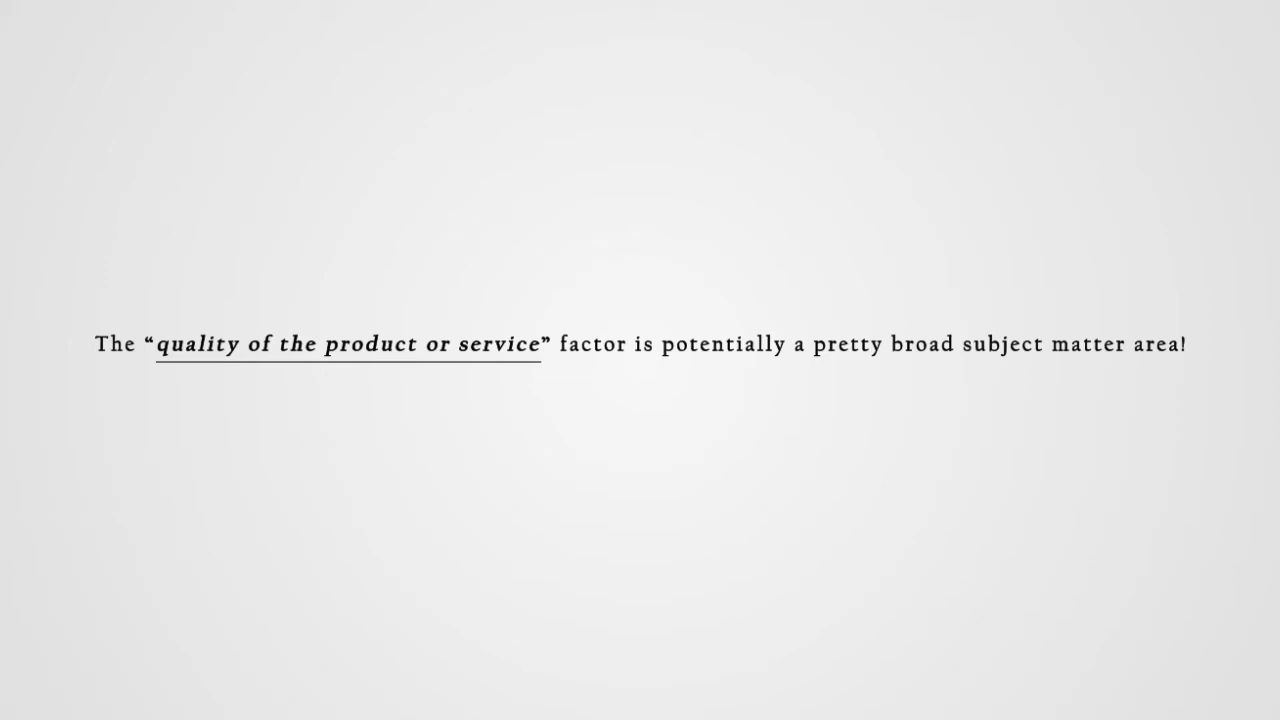 The “quality of the product or service” factor is potentially a pretty broad subject matter area!